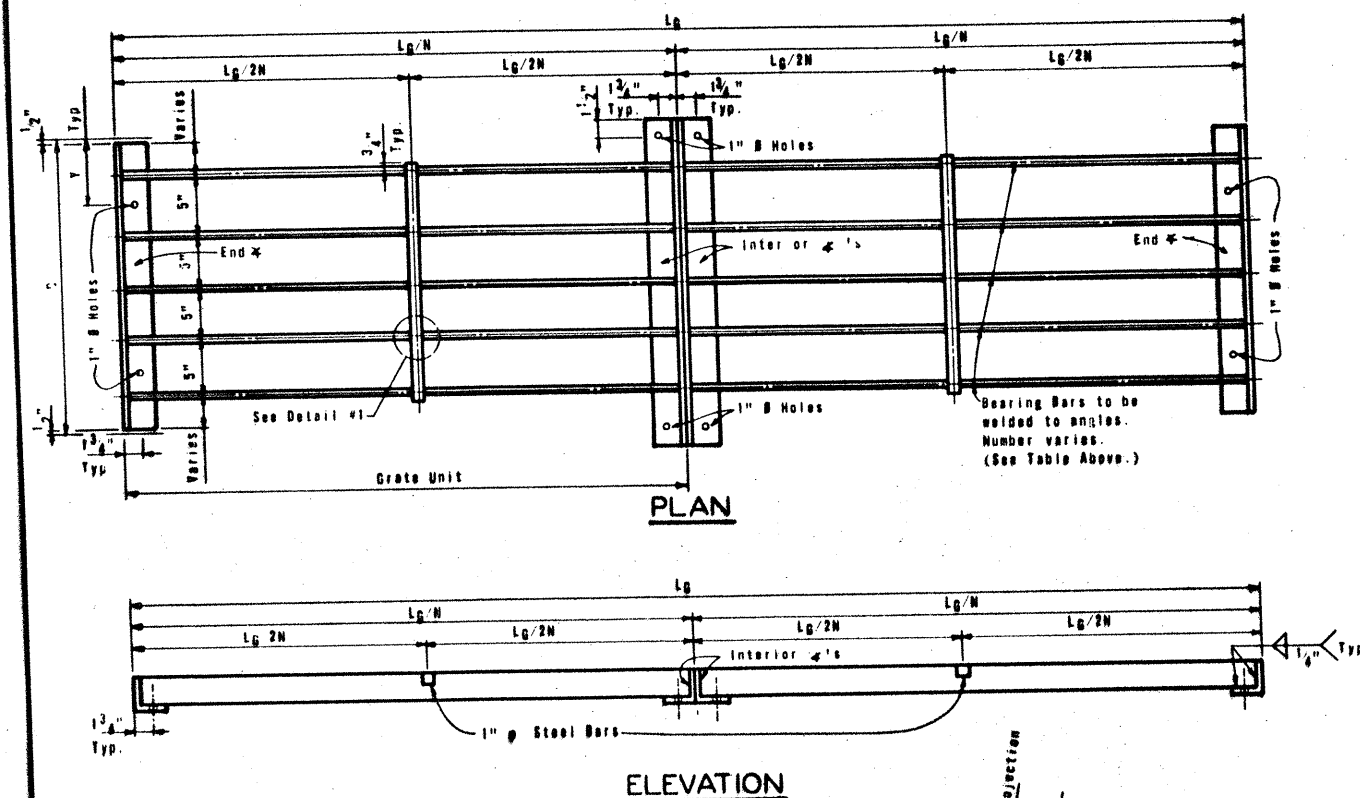 LG
LG/N
LG/N
LG/2N
LG/2N
LG/2N
LG/2N
1/2"
Typ
Varies
Y
3/4"
Typ.
1/2"
1 3/4"
Typ.
1 3/4"
Typ.
1" Ø Holes
5"
End ∡
5"
5"
5"
1" Ø Holes
Inter or ∡'s
End ∡
1" Ø Holes
See Detail #1
1" Ø Holes
1/2"
1 3/4"
Typ
Varies
Bearing Bars to be
welded to angles.
Number varies.
(See Table Above.)
Grate Unit
PLAN
LG
LG/N
LG/N
LG 2N
LG/2N
LG/2N
LG/2N
Interior ∡'s
1/4"
Typ
1 3/4"
Typ.
1" ø Steel Bars
ELEVATION